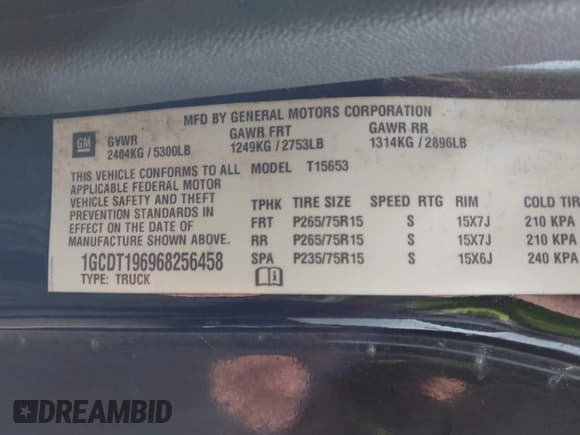 MFD BY GENERAL MOTORS CORPORATION
GM GVWR GAWR FRT GAWR RR
2404KG / 5300LB 1249KG / 2753LB 1314KG / 2896LB
THIS VEHICLE CONFORMS TO ALL MODEL T15653
APPLICABLE FEDERAL MOTOR
VEHICLE SAFETY AND THEFT
PREVENTION STANDARDS IN
EFFECT ON THE DATE OF
MANUFACTURE SHOWN ABOVE.
TPHK TIRE SIZE SPEED RTG RIM COLD TI
FRT P265/75R15 S 15X7J 210 KPA
RR P265/75R15 S 15X7J 210 KPA
SPA P235/75R15 S 15X6J 240 KPA
1GCDT196968256458
TYPE: TRUCK
DREAMBID